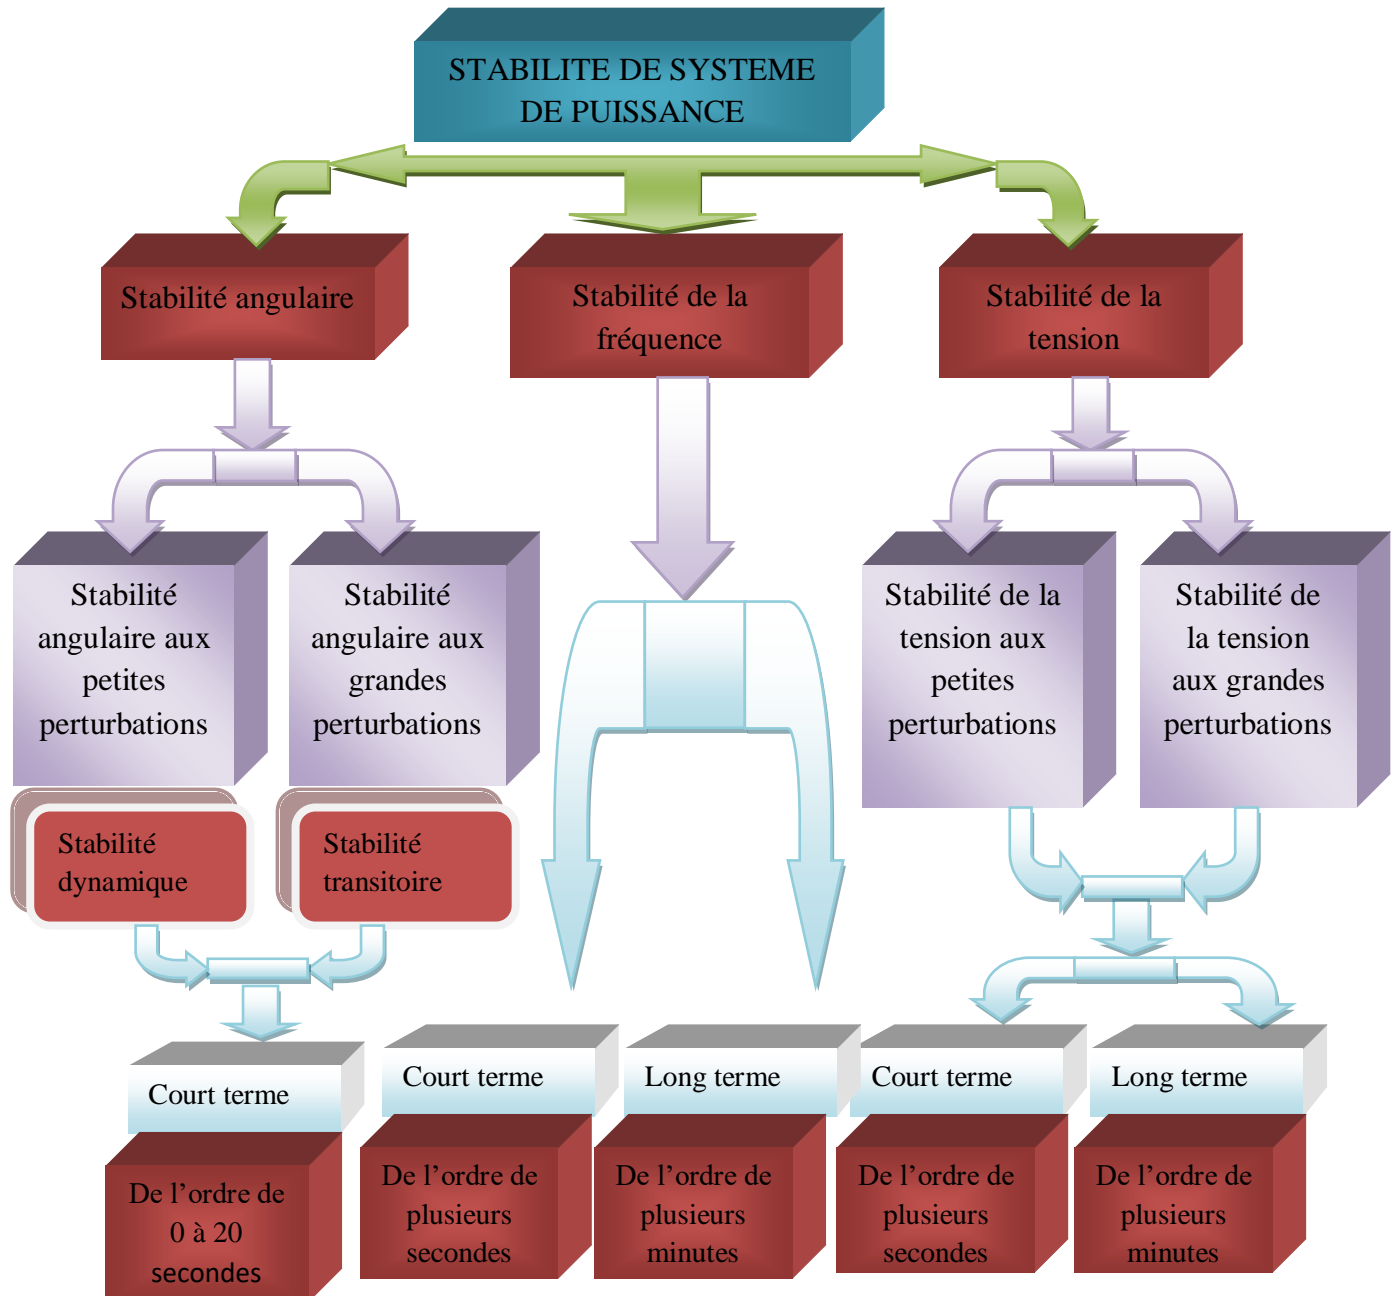 STABILITE DE SYSTEME
DE PUISSANCE
Stabilité angulaire
Stabilité de la
fréquence
Stabilité de la
tension
Stabilité
angulaire aux
petites
perturbations
Stabilité
angulaire aux
grandes
perturbations
Stabilité de la
tension aux
petites
perturbations
Stabilité de
la tension
aux grandes
perturbations
Stabilité
dynamique
Stabilité
transitoire
Court terme
Court terme
Long terme
Court terme
Long terme
De l’ordre de
0 à 20
secondes
De l’ordre de
plusieurs
secondes
De l’ordre de
plusieurs
minutes
De l’ordre de
plusieurs
secondes
De l’ordre de
plusieurs
minutes